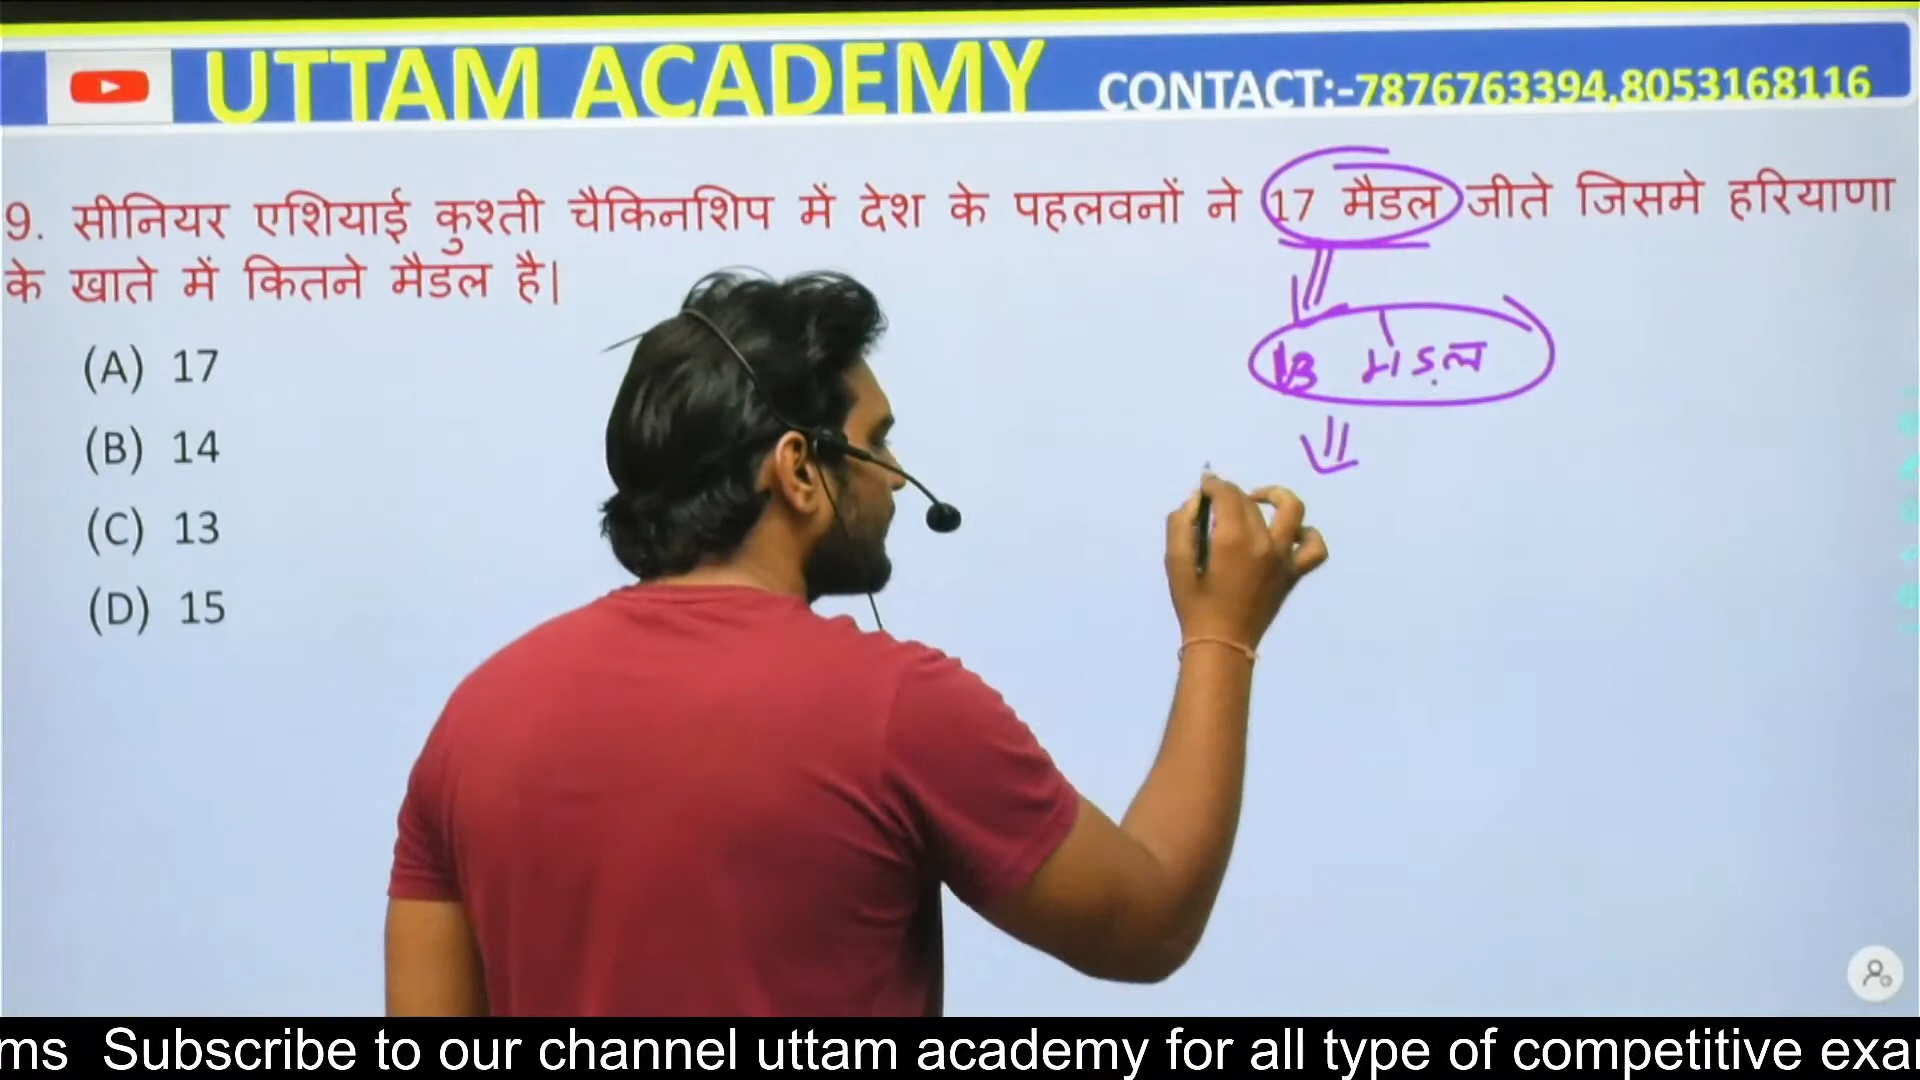 UTTAM ACADEMY CONTACT:-7876763394,8053168116
9. सीनियर एशियाई कुश्ती चैकिनशिप में देश के पहलवनों ने 17 मैडल जीते जिसमे हरियाणा
के खाते में कितने मैडल है।
13 मेडल
(A) 17
(B) 14
(C) 13
(D) 15
ms Subscribe to our channel uttam academy for all type of competitive exa